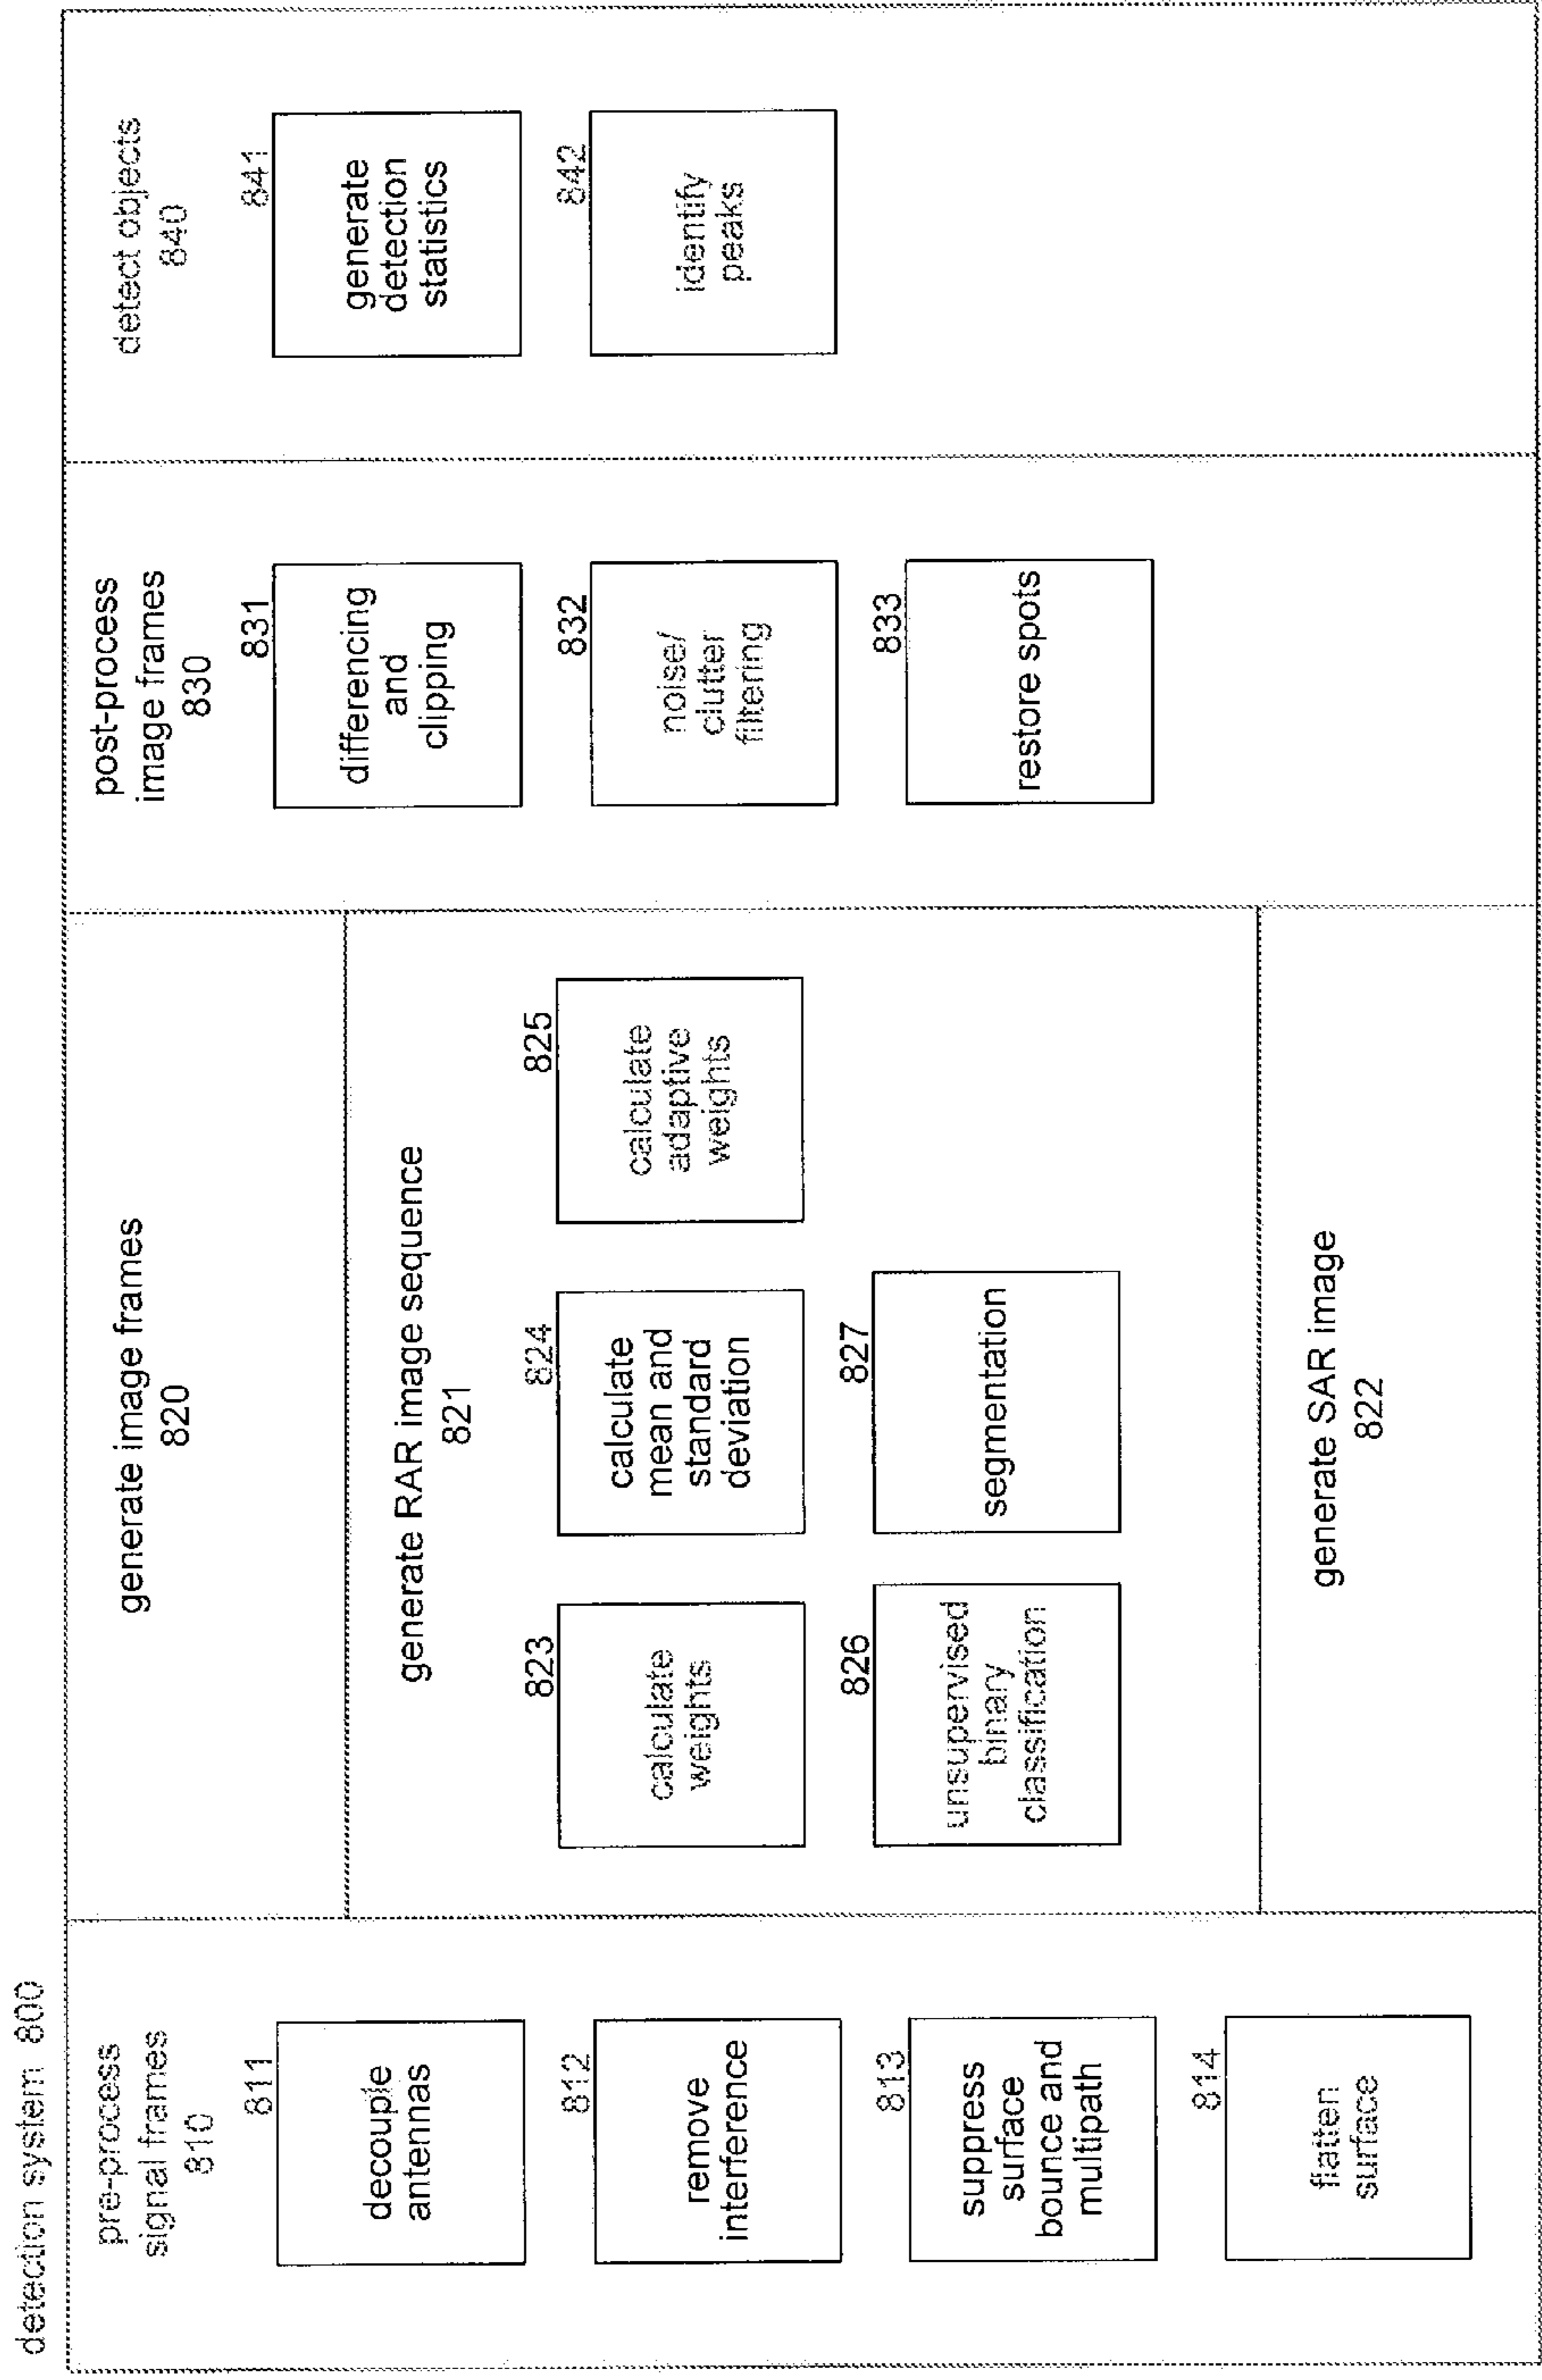 detection system 800
pre-process
signal frames
810
811
decouple
antennas
812
remove
interference
813
suppress
surface
bounce and
multipath
814
flatten
surface
generate image frames
820
generate RAR image sequence
821
823
calculate
weights
824
calculate
mean and
standard
deviation
825
calculate
adaptive
weights
826
unsupervised
binary
classification
827
segmentation
generate SAR image
822
post-process
image frames
830
831
differencing
and
clipping
832
noise/
clutter
filtering
833
restore spots
detect objects
840
841
generate
detection
statistics
842
identify
peaks